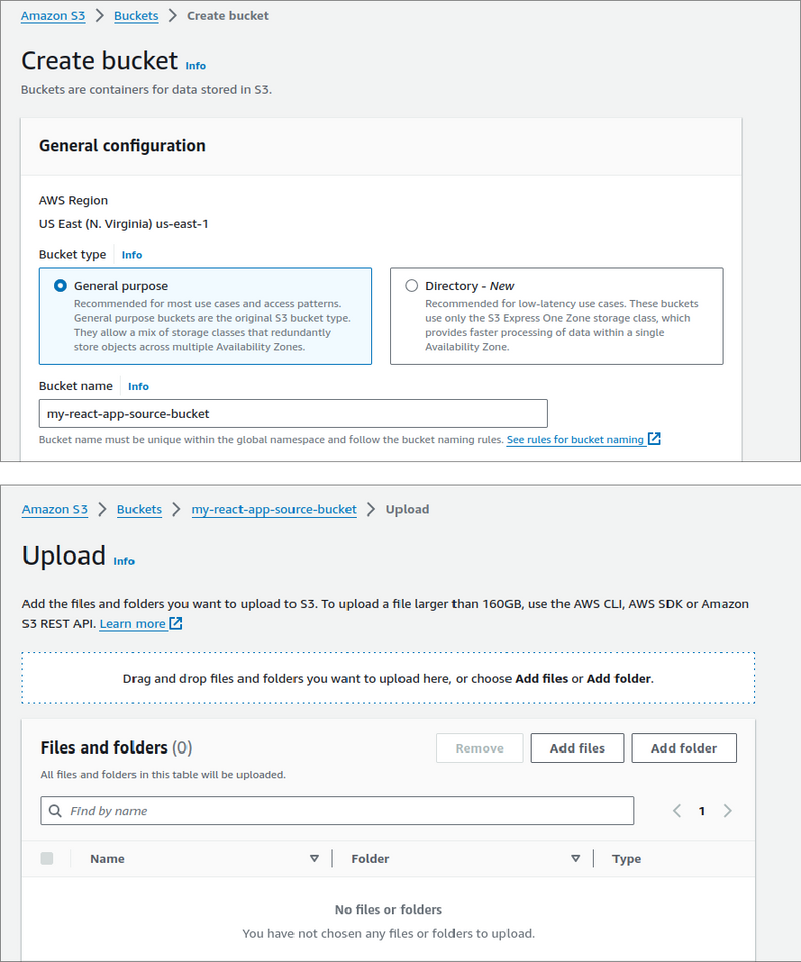 Amazon S3 > Buckets > Create bucket
Create bucket Info
Buckets are containers for data stored in S3.
General configuration
AWS Region
US East (N. Virginia) us-east-1
Bucket type Info
General purpose
Recommended for most use cases and access patterns.
General purpose buckets are the original S3 bucket type.
They allow a mix of storage classes that redundantly
store objects across multiple Availability Zones.
Directory - New
Recommended for low-latency use cases. These buckets
use only the S3 Express One Zone storage class, which
provides faster processing of data within a single
Availability Zone.
Bucket name Info
my-react-app-source-bucket
Bucket name must be unique within the global namespace and follow the bucket naming rules. See rules for bucket naming
Amazon S3 > Buckets > my-react-app-source-bucket > Upload
Upload Info
Add the files and folders you want to upload to S3. To upload a file larger than 160GB, use the AWS CLI, AWS SDK or Amazon
S3 REST API. Learn more
Drag and drop files and folders you want to upload here, or choose Add files or Add folder.
Files and folders (0)
Remove Add files Add folder
All files and folders in this table will be uploaded.
Find by name
< 1 >
Name Folder Type
No files or folders
You have not chosen any files or folders to upload.